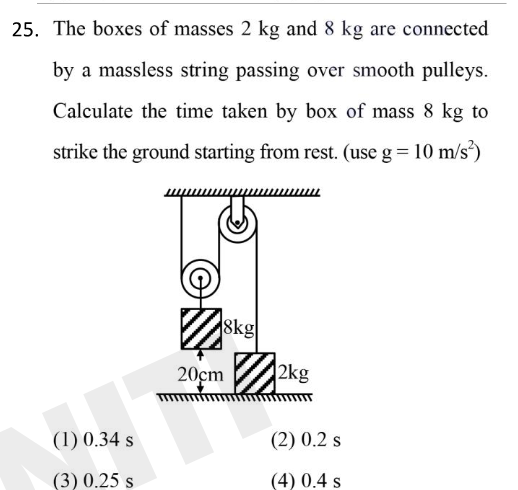 25. The boxes of masses 2 kg and 8 kg are connected
by a massless string passing over smooth pulleys.
Calculate the time taken by box of mass 8 kg to
strike the ground starting from rest. (use g = 10 m/s²)
8kg
20cm
2kg
(1) 0.34 s (2) 0.2 s
(3) 0.25 s (4) 0.4 s